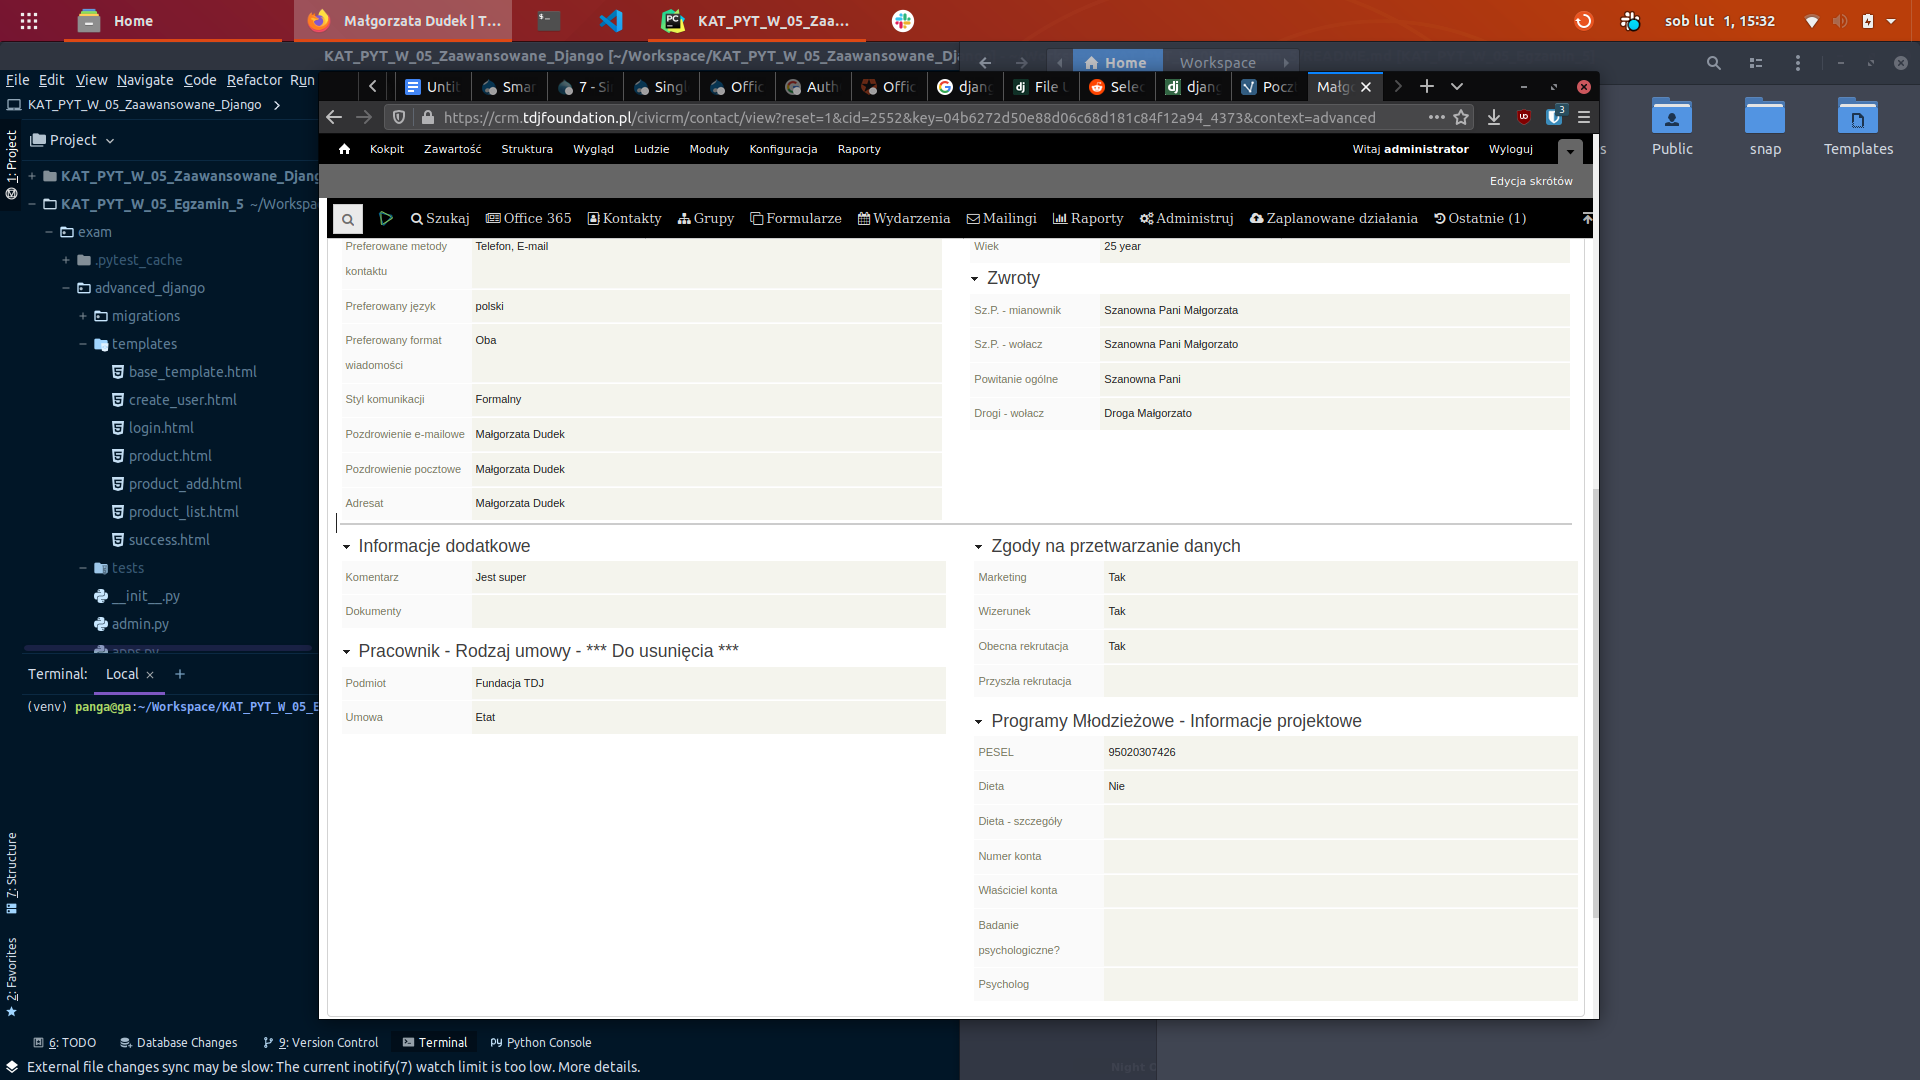 Home
Małgorzata Dudek | T...
KAT_PYT_W_05_Zaa...
sob lut 1, 15:32
KAT_PYT_W_05_Zaawansowane_Django [~/Workspace/KAT_PYT_W_05_Zaawansowane_Dj
Home
Workspace
File Edit View Navigate Code Refactor Run
KAT_PYT_W_05_Zaawansowane_Django
Project
1: Project
KAT_PYT_W_05_Zaawansowane_Djang
KAT_PYT_W_05_Egzamin_5 ~/Workspa
exam
.pytest_cache
advanced_django
migrations
templates
base_template.html
create_user.html
login.html
product.html
product_add.html
product_list.html
success.html
tests
__init__.py
admin.py
apps.py
Terminal: Local
(venv) panga@ga:~/Workspace/KAT_PYT_W_05_E
7: Structure
2: Favorites
6: TODO
Database Changes
9: Version Control
Terminal
Python Console
External file changes sync may be slow: The current inotify(7) watch limit is too low. More details.
Untit
Smar
7 - Si
Singl
Offic
Auth
Offic
djang
File U
Selec
djang
Poczt
Małgo
https://crm.tdjfoundation.pl/civicrm/contact/view?reset=1&cid=2552&key=04b6272d50e88d06c68d181c84f12a94_4373&context=advanced
3
Kokpit Zawartość Struktura Wygląd Ludzie Moduły Konfiguracja Raporty
Witaj administrator Wyloguj
Edycja skrótów
Szukaj Office 365 Kontakty Grupy Formularze Wydarzenia Mailingi Raporty Administruj Zaplanowane działania Ostatnie (1)
Preferowane metody kontaktu
Telefon, E-mail
Preferowany język
polski
Preferowany format wiadomości
Oba
Styl komunikacji
Formalny
Pozdrowienie e-mailowe
Małgorzata Dudek
Pozdrowienie pocztowe
Małgorzata Dudek
Adresat
Małgorzata Dudek
Wiek
25 year
Zwroty
Sz.P. - mianownik
Szanowna Pani Małgorzata
Sz.P. - wołacz
Szanowna Pani Małgorzato
Powitanie ogólne
Szanowna Pani
Drogi - wołacz
Droga Małgorzato
Informacje dodatkowe
Komentarz
Jest super
Dokumenty
Pracownik - Rodzaj umowy - *** Do usunięcia ***
Podmiot
Fundacja TDJ
Umowa
Etat
Zgody na przetwarzanie danych
Marketing
Tak
Wizerunek
Tak
Obecna rekrutacja
Tak
Przyszła rekrutacja
Programy Młodzieżowe - Informacje projektowe
PESEL
95020307426
Dieta
Nie
Dieta - szczegóły
Numer konta
Właściciel konta
Badanie psychologiczne?
Psycholog
Public
snap
Templates